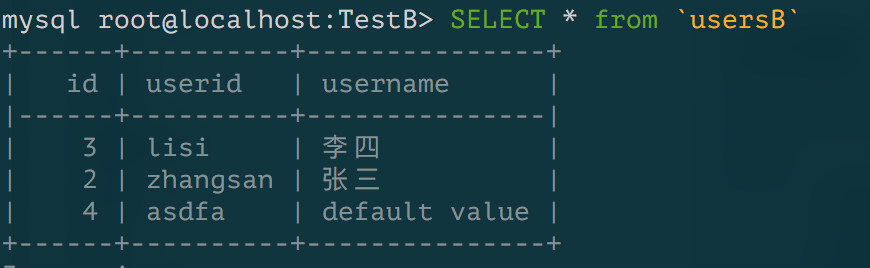 mysql root@localhost:TestB> SELECT * from `usersB`
+------+----------+--------------+
|   id | userid   | username     |
|------+----------+--------------|
|    3 | lisi     | 李四         |
|    2 | zhangsan | 张三         |
|    4 | asdfa    | default value |
+------+----------+--------------+